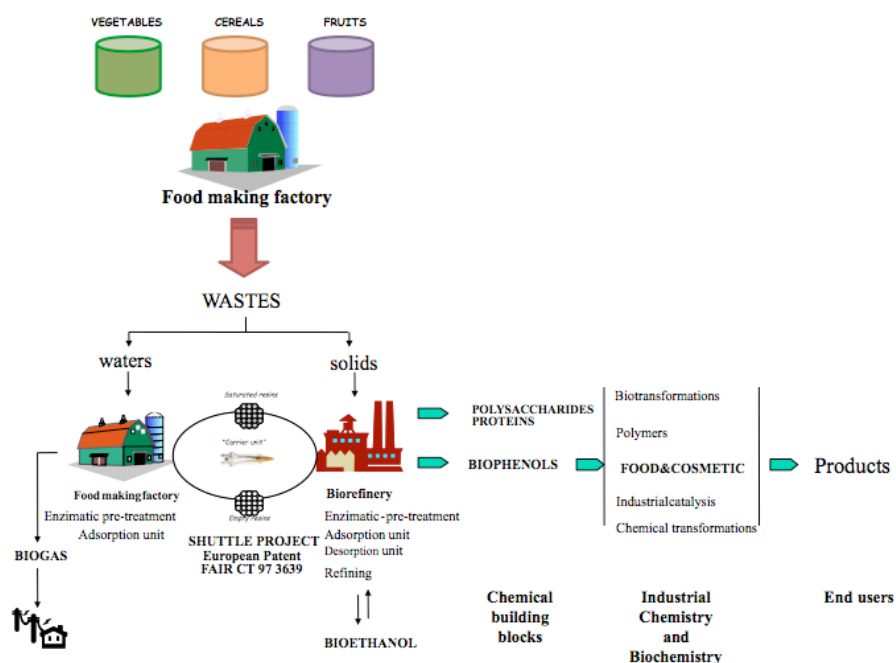 VEGETABLES
CEREALS
FRUITS
Food making factory
WASTES
waters
solids
Saturated resins
"Carrier unit"
Empty resins
Food making factory
Enzimatic pre-treatment
Adsorption unit
BIOGAS
SHUTTLE PROJECT
European Patent
FAIR CT 97 3639
Biorefinery
Enzimatic-pre-treatment
Adsorption unit
Desorption unit
Refining
BIOETHANOL
POLYSACCHARIDES
PROTEINS
BIOPHENOLS
Biotransformations
Polymers
FOOD&COSMETIC
Industrialcatalysis
Chemical transformations
Products
Chemical
building
blocks
Industrial
Chemistry
and
Biochemistry
End users